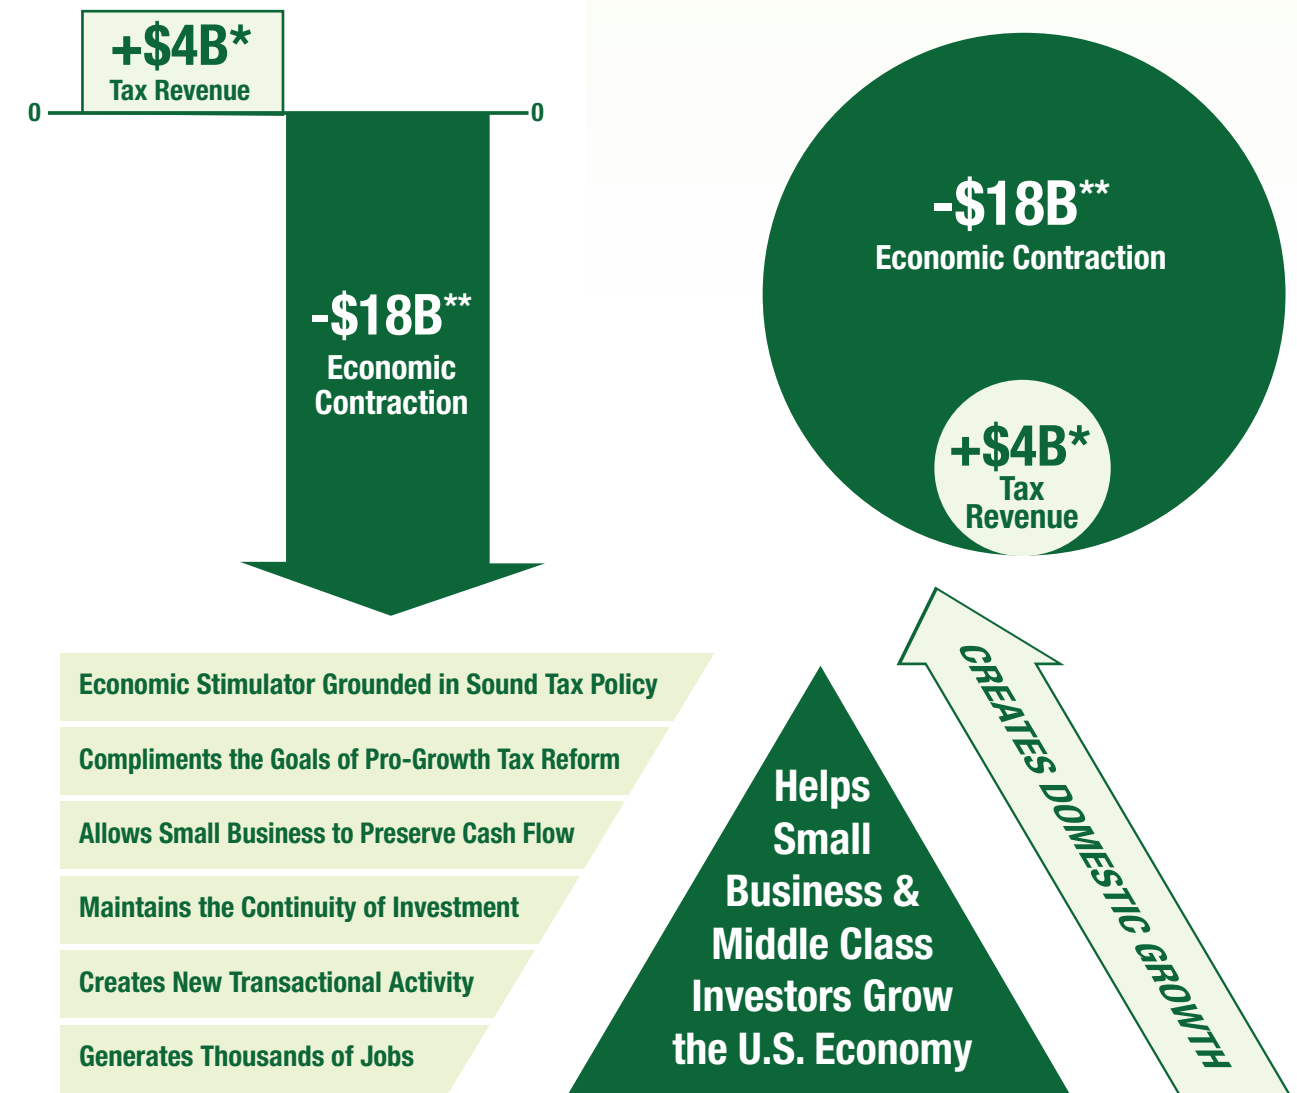 +$4B*
Tax Revenue
0
0
-$18B**
Economic
Contraction
-$18B**
Economic Contraction
+$4B*
Tax
Revenue
Economic Stimulator Grounded in Sound Tax Policy
Compliments the Goals of Pro-Growth Tax Reform
Allows Small Business to Preserve Cash Flow
Maintains the Continuity of Investment
Creates New Transactional Activity
Generates Thousands of Jobs
Helps
Small
Business &
Middle Class
Investors Grow
the U.S. Economy
CREATES DOMESTIC GROWTH